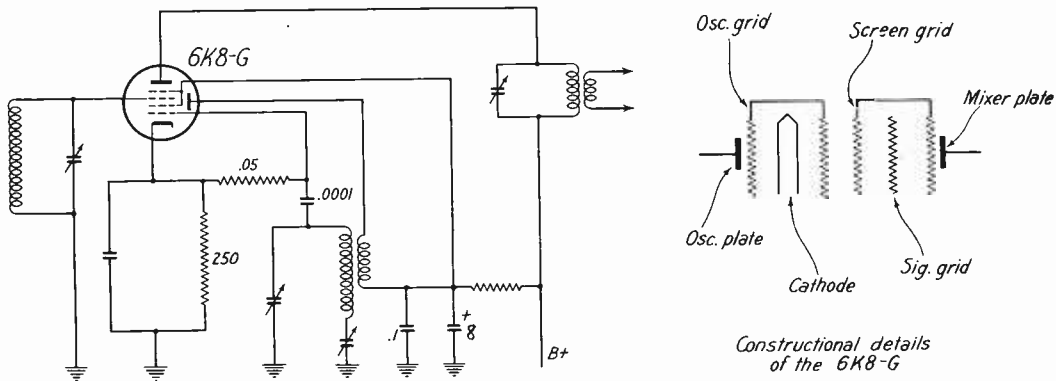 6K8-G
.05
.0001
250
.1
+
8
B+
Osc. grid
Screen grid
Mixer plate
Osc. plate
Cathode
Sig. grid
Constructional details
of the 6K8-G